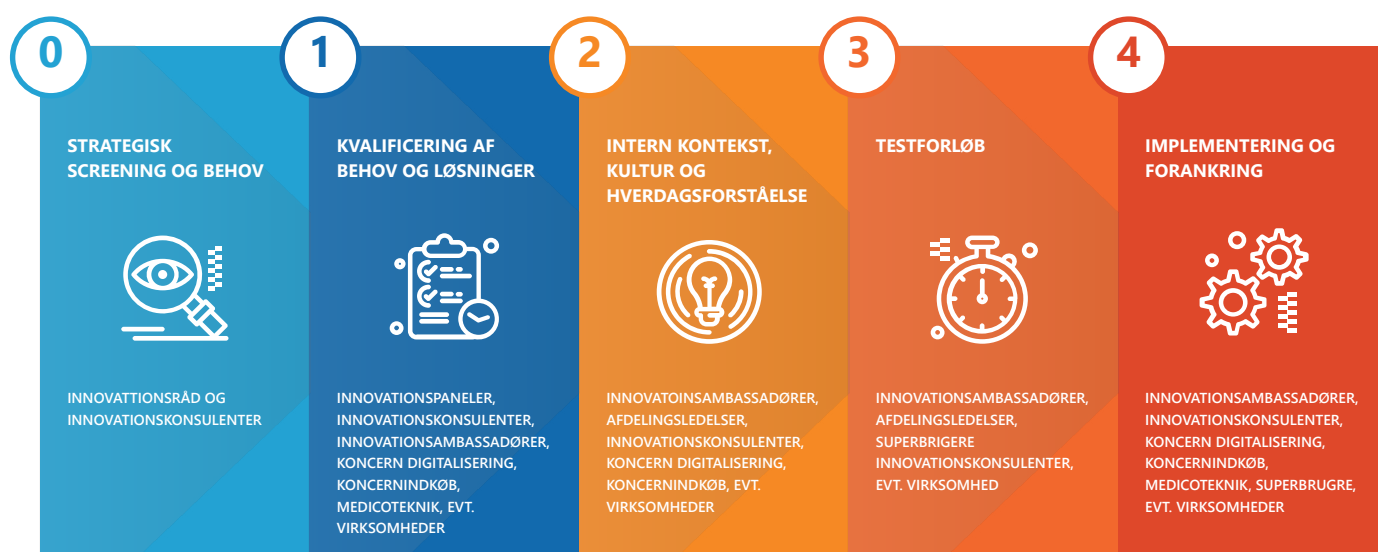 0
STRATEGISK
SCREENING OG BEHOV
INNOVATTIONSRÅD OG
INNOVATIONSKONSULENTER
1
KVALIFICERING AF
BEHOV OG LØSNINGER
INNOVATIONSPANELER,
INNOVATIONSKONSULENTER,
INNOVATIONSAMBASSADØRER,
KONCERN DIGITALISERING,
KONCERNINDKØB,
MEDICOTEKNIK, EVT.
VIRKSOMHEDER
2
INTERN KONTEKST,
KULTUR OG
HVERDAGSFORSTÅELSE
INNOVATOINSAMBASSADØRER,
AFDELINGSLEDELSER,
INNOVATIONSKONSULENTER,
KONCERN DIGITALISERING,
KONCERNINDKØB, EVT.
VIRKSOMHEDER
3
TESTFORLØB
INNOVATIONSAMBASSADØRER,
AFDELINGSLEDELSER,
SUPERBRIGERE
INNOVATIONSKONSULENTER,
EVT. VIRKSOMHED
4
IMPLEMENTERING OG
FORANKRING
INNOVATIONSAMBASSADØRER,
INNOVATIONSKONSULENTER,
KONCERN DIGITALISERING,
KONCERNINDKØB,
MEDICOTEKNIK, SUPERBRUGRE,
EVT. VIRKSOMHEDER